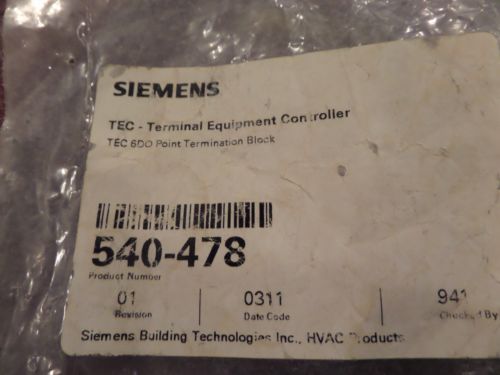 SIEMENS
TEC - Terminal Equipment Controller
TEC 6DO Point Termination Block
540-478
Product Number
01 0311 941
Revision Date Code Checked By
Siemens Building Technologies Inc., HVAC Products